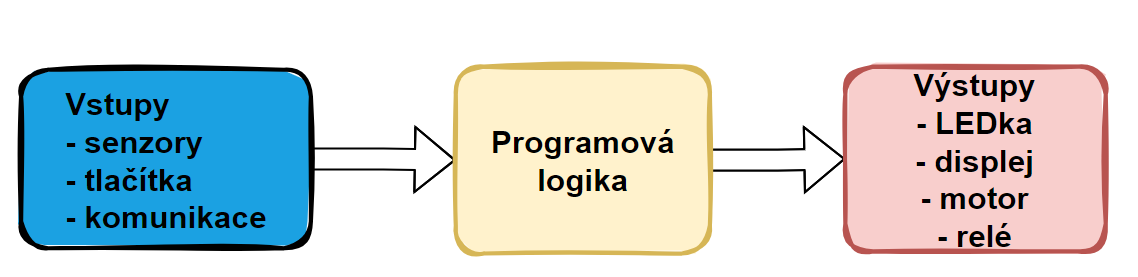 Vstupy
- senzory
- tlačítka
- komunikace
Programová
logika
Výstupy
- LEDka
- displej
- motor
- relé